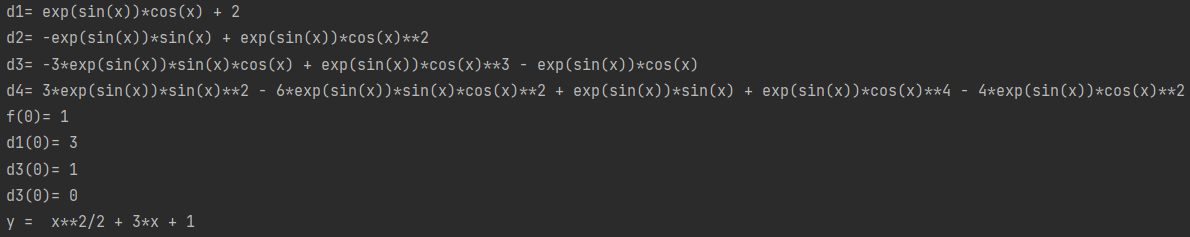 d1= exp(sin(x))*cos(x) + 2
d2= -exp(sin(x))*sin(x) + exp(sin(x))*cos(x)**2
d3= -3*exp(sin(x))*sin(x)*cos(x) + exp(sin(x))*cos(x)**3 - exp(sin(x))*cos(x)
d4= 3*exp(sin(x))*sin(x)**2 - 6*exp(sin(x))*sin(x)*cos(x)**2 + exp(sin(x))*sin(x) + exp(sin(x))*cos(x)**4 - 4*exp(sin(x))*cos(x)**2
f(0)= 1
d1(0)= 3
d3(0)= 1
d3(0)= 0
y =  x**2/2 + 3*x + 1